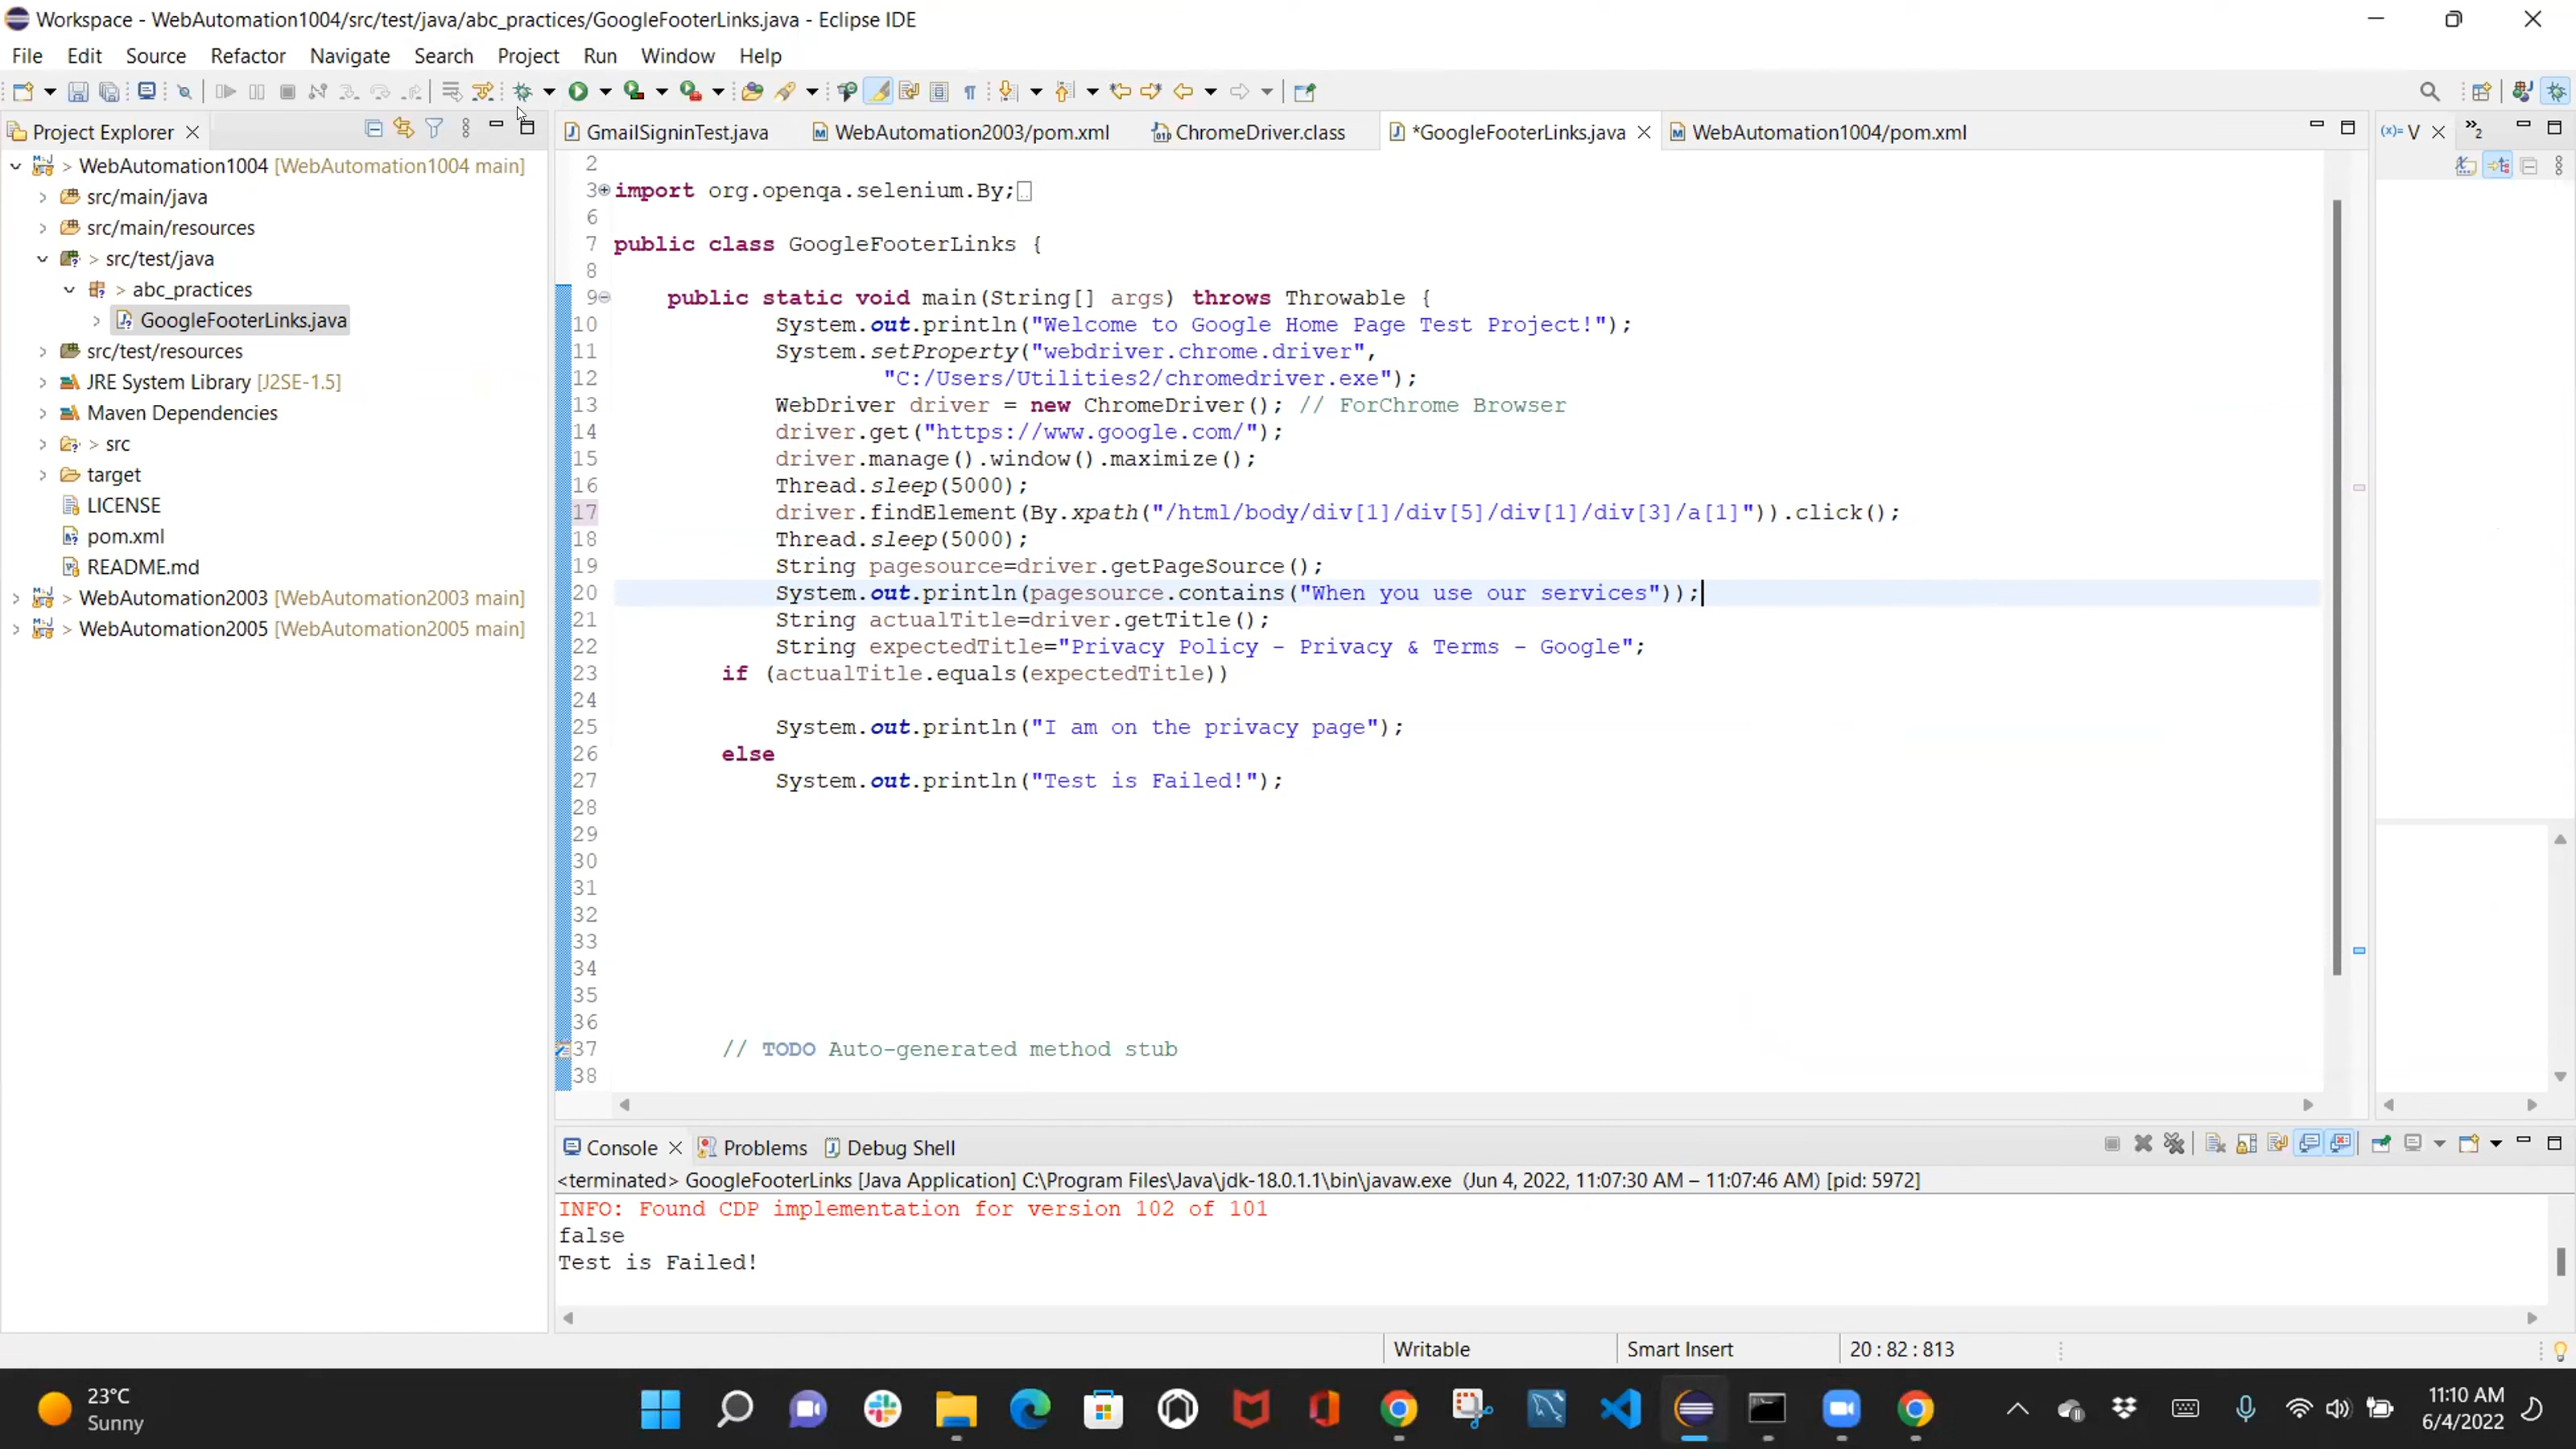 Workspace - WebAutomation1004/src/test/java/abc_practices/GoogleFooterLinks.java - Eclipse IDE
File Edit Source Refactor Navigate Search Project Run Window Help
Project Explorer
GmailSigninTest.java WebAutomation2003/pom.xml ChromeDriver.class *GoogleFooterLinks.java WebAutomation1004/pom.xml
(x)= V »2
> WebAutomation1004 [WebAutomation1004 main]
src/main/java
src/main/resources
> src/test/java
> abc_practices
GoogleFooterLinks.java
src/test/resources
JRE System Library [J2SE-1.5]
Maven Dependencies
> src
target
LICENSE
pom.xml
README.md
> WebAutomation2003 [WebAutomation2003 main]
> WebAutomation2005 [WebAutomation2005 main]
2
3 import org.openqa.selenium.By;
6
7 public class GoogleFooterLinks {
8
9 public static void main(String[] args) throws Throwable {
10 System.out.println("Welcome to Google Home Page Test Project!");
11 System.setProperty("webdriver.chrome.driver",
12 "C:/Users/Utilities2/chromedriver.exe");
13 WebDriver driver = new ChromeDriver(); // ForChrome Browser
14 driver.get("https://www.google.com/");
15 driver.manage().window().maximize();
16 Thread.sleep(5000);
17 driver.findElement(By.xpath("/html/body/div[1]/div[5]/div[1]/div[3]/a[1]")).click();
18 Thread.sleep(5000);
19 String pagesource=driver.getPageSource();
20 System.out.println(pagesource.contains("When you use our services"));
21 String actualTitle=driver.getTitle();
22 String expectedTitle="Privacy Policy – Privacy & Terms – Google";
23 if (actualTitle.equals(expectedTitle))
24
25 System.out.println("I am on the privacy page");
26 else
27 System.out.println("Test is Failed!");
28
29
30
31
32
33
34
35
36
37 // TODO Auto-generated method stub
38
Console Problems Debug Shell
<terminated> GoogleFooterLinks [Java Application] C:\Program Files\Java\jdk-18.0.1.1\bin\javaw.exe (Jun 4, 2022, 11:07:30 AM – 11:07:46 AM) [pid: 5972]
INFO: Found CDP implementation for version 102 of 101
false
Test is Failed!
Writable Smart Insert 20 : 82 : 813
23°C
Sunny
11:10 AM
6/4/2022